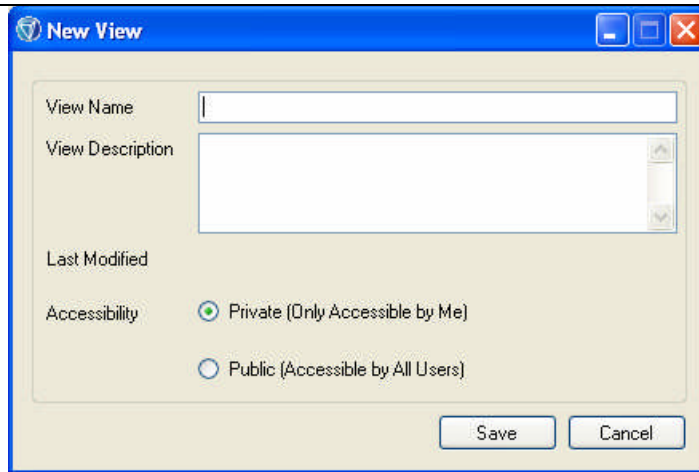 New View
View Name
View Description
Last Modified
Accessibility
Private (Only Accessible by Me)
Public (Accessible by All Users)
Save
Cancel